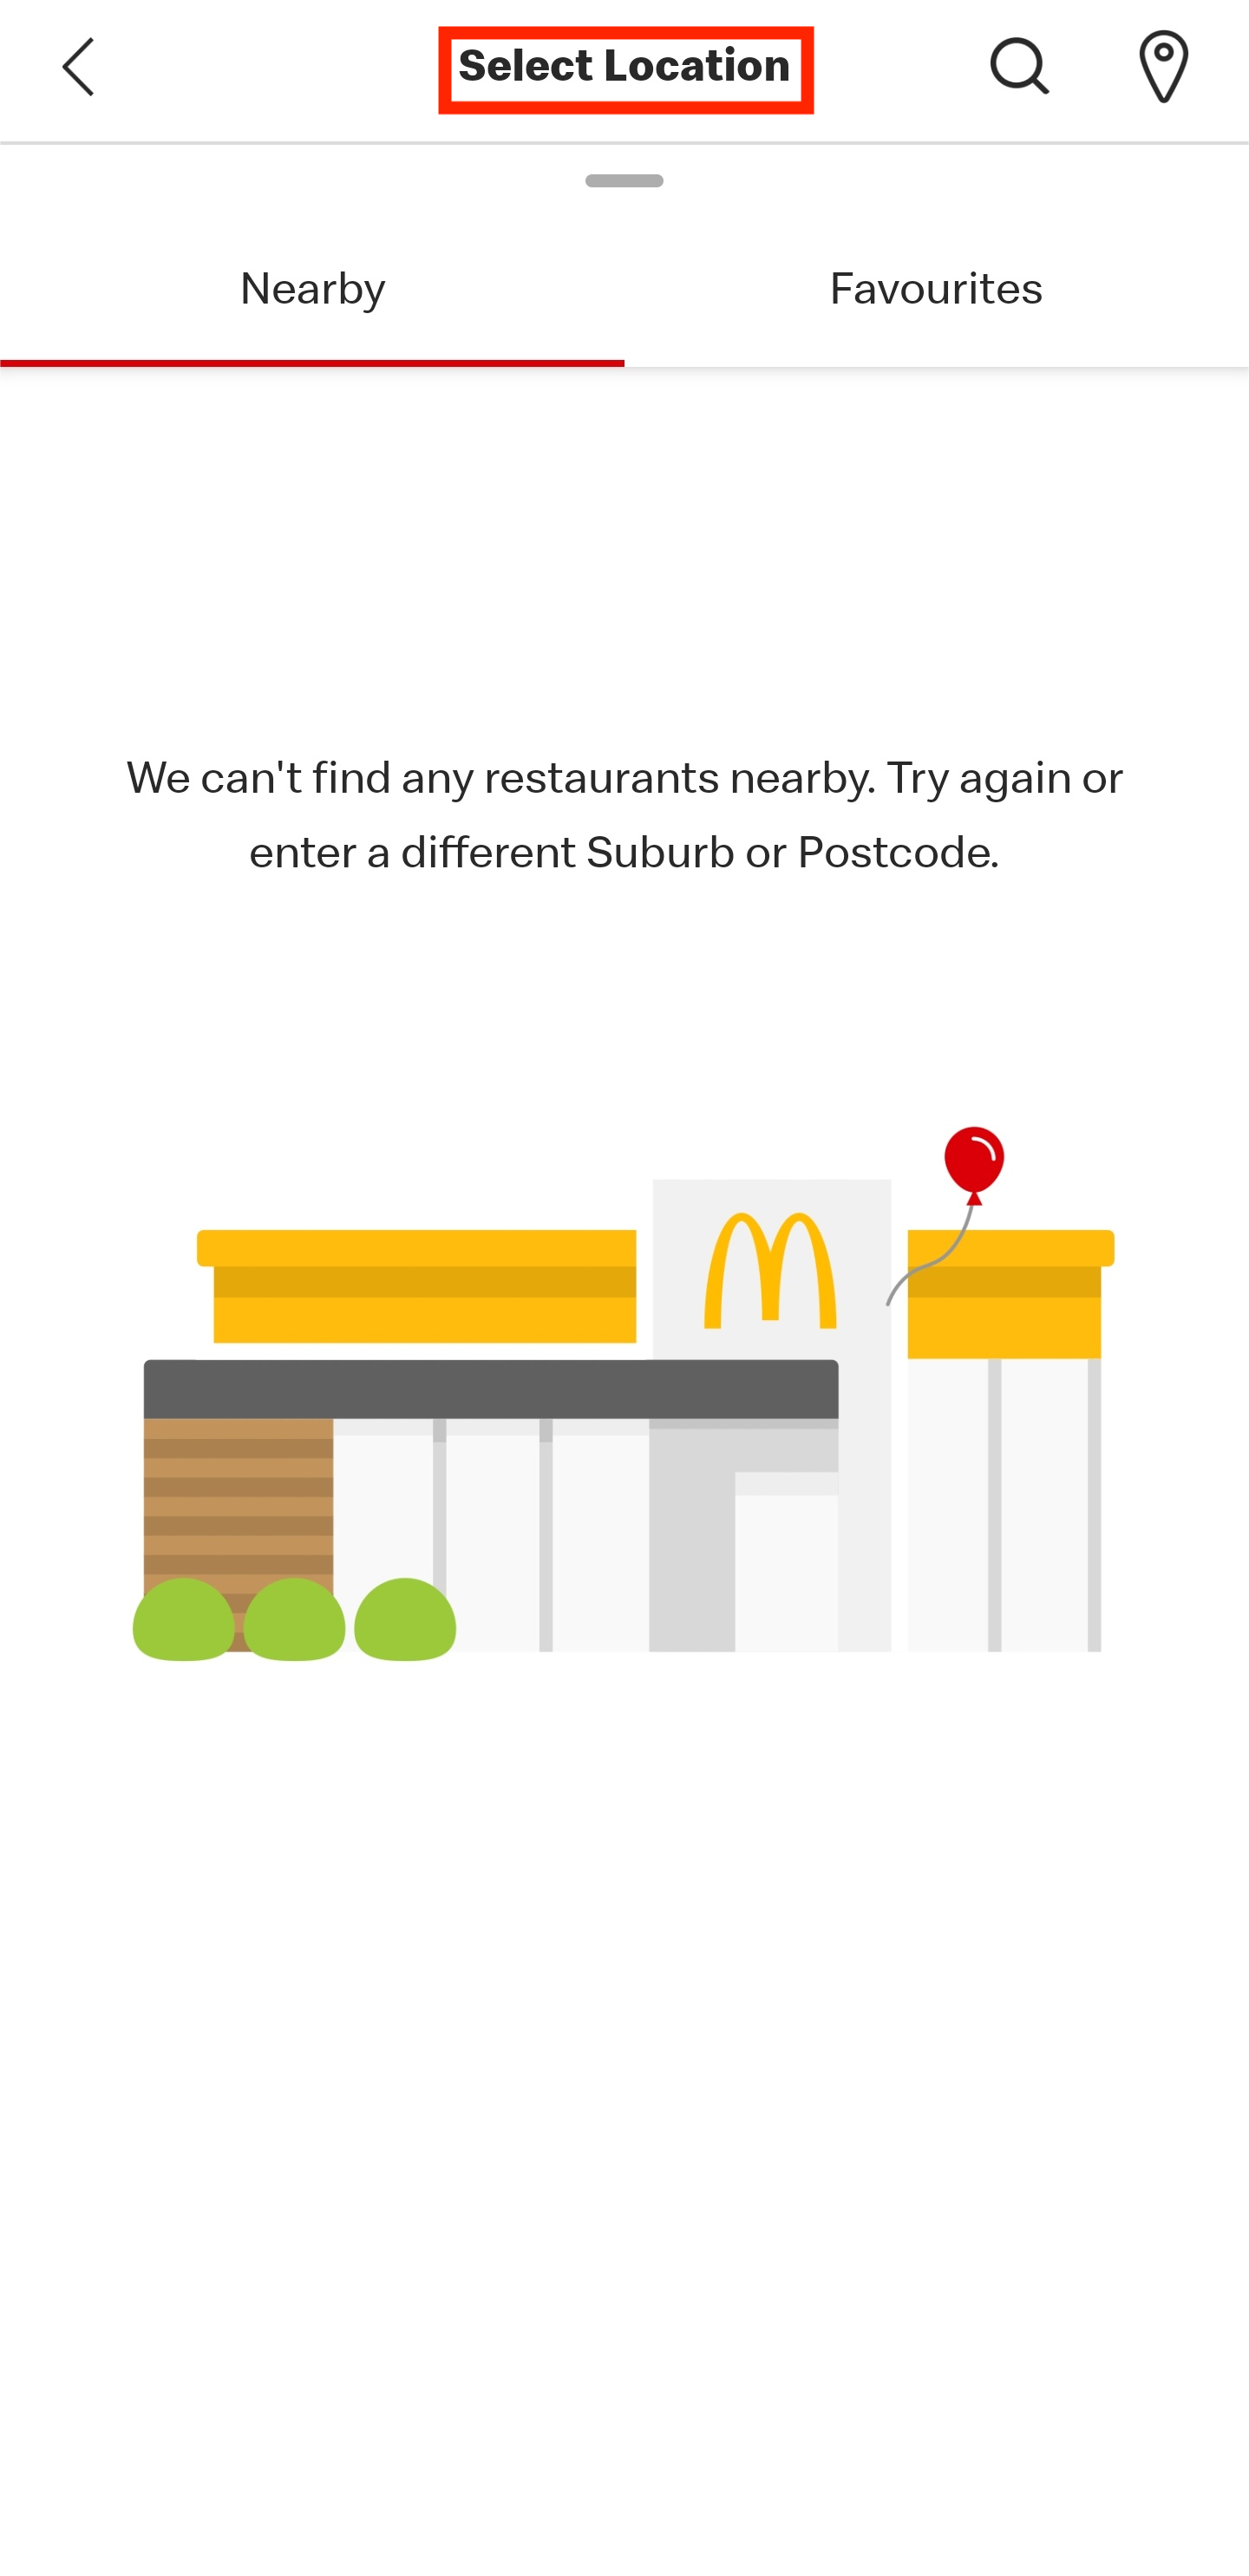 Select Location
Nearby
Favourites
We can't find any restaurants nearby. Try again or
enter a different Suburb or Postcode.